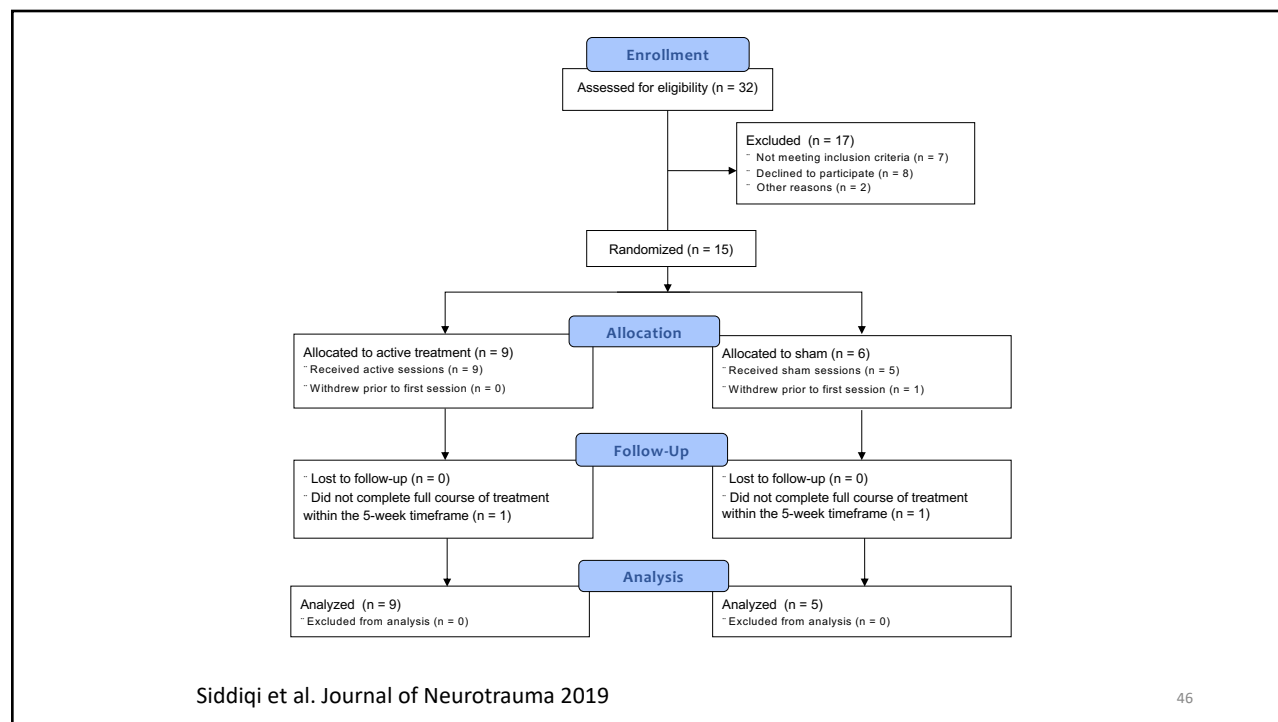 Enrollment
Assessed for eligibility (n = 32)
Excluded (n = 17)
¨ Not meeting inclusion criteria (n = 7)
¨ Declined to participate (n = 8)
¨ Other reasons (n = 2)
Randomized (n = 15)
Allocation
Allocated to active treatment (n = 9)
¨ Received active sessions (n = 9)
¨ Withdrew prior to first session (n = 0)
Allocated to sham (n = 6)
¨ Received sham sessions (n = 5)
¨ Withdrew prior to first session (n = 1)
Follow-Up
¨ Lost to follow-up (n = 0)
¨ Did not complete full course of treatment
within the 5-week timeframe (n = 1)
¨ Lost to follow-up (n = 0)
¨ Did not complete full course of treatment
within the 5-week timeframe (n = 1)
Analysis
Analyzed (n = 9)
¨ Excluded from analysis (n = 0)
Analyzed (n = 5)
¨ Excluded from analysis (n = 0)
Siddiqi et al. Journal of Neurotrauma 2019
46